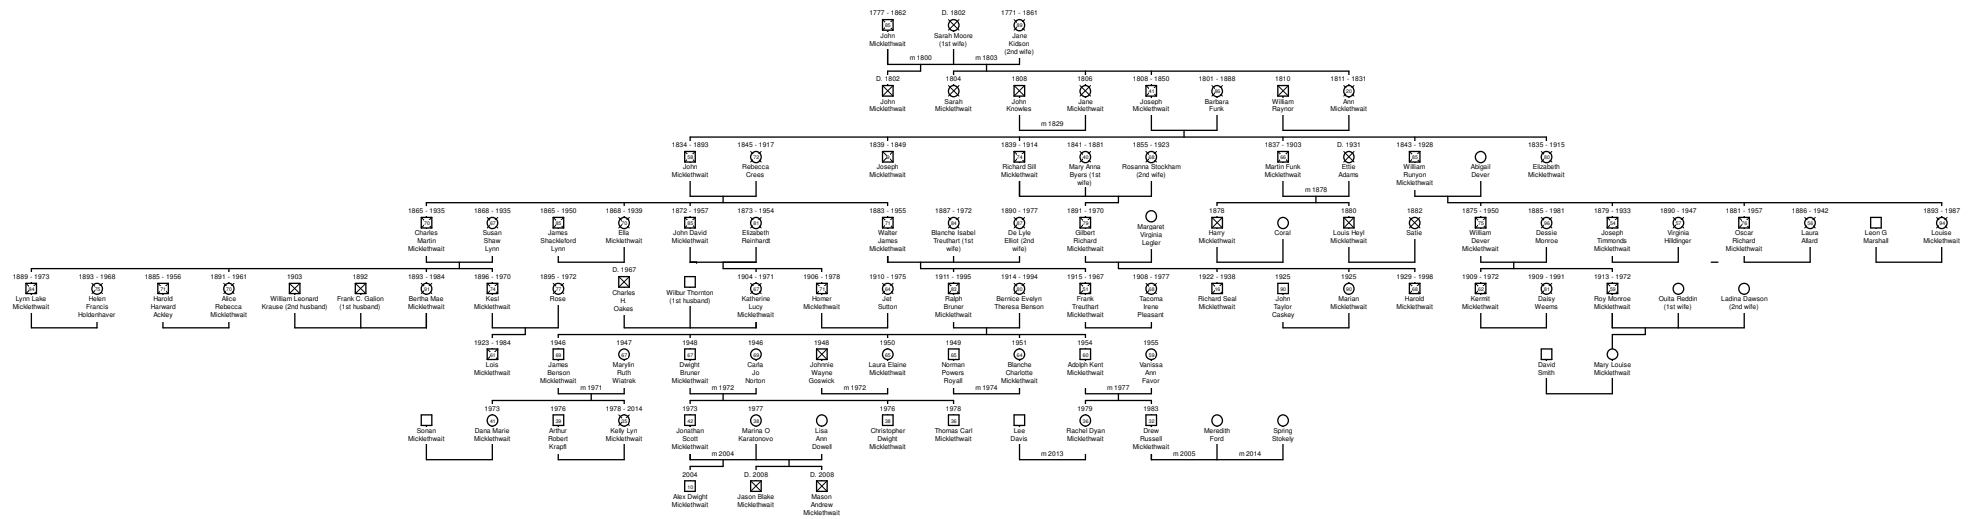 1777 - 1862
John
Micklethwait
D. 1802
Sarah Moore
(1st wife)
1771 - 1861
Jane
Kidson
(2nd wife)
m 1800
m 1803
D. 1802
John
Micklethwait
1804
Sarah
Micklethwait
1808
John
Knowles
1806
Jane
Micklethwait
1808 - 1850
Joseph
Micklethwait
1801 - 1888
Barbara
Funk
1810
William
Raynor
1811 - 1831
Ann
Micklethwait
m 1829
1834 - 1893
John
Micklethwait
1845 - 1917
Rebecca
Crees
1839 - 1849
Joseph
Micklethwait
1839 - 1914
Richard Sill
Micklethwait
1841 - 1881
Mary Anna
Byers (1st
wife)
1855 - 1923
Rosanna Stockham
(2nd wife)
1837 - 1903
Martin Funk
Micklethwait
D. 1931
Ettie
Adams
1843 - 1928
William
Runyon
Micklethwait
Abigail
Dever
1835 - 1915
Elizabeth
Micklethwait
m 1878
1865 - 1935
Charles
Martin
Micklethwait
1868 - 1935
Susan
Shaw
Lynn
1865 - 1950
James
Shackleford
Lynn
1868 - 1939
Ella
Micklethwait
1872 - 1957
John David
Micklethwait
1873 - 1954
Elizabeth
Reinhardt
1883 - 1955
Walter
James
Micklethwait
1887 - 1972
Blanche Isabel
Treuthart (1st
wife)
1890 - 1977
De Lyle
Elliot (2nd
wife)
1891 - 1970
Gilbert
Richard
Micklethwait
Margaret
Virginia
Legler
1878
Harry
Micklethwait
Coral
1880
Louis Heyl
Micklethwait
1882
Satie
1875 - 1950
William
Dever
Micklethwait
1885 - 1981
Dessie
Monroe
1879 - 1933
Joseph
Timmonds
Micklethwait
1890 - 1947
Virginia
Hilldinger
1881 - 1957
Oscar
Richard
Micklethwait
1886 - 1942
Laura
Allard
Leon G
Marshall
1893 - 1987
Louise
Micklethwait
1889 - 1973
Lynn Lake
Micklethwait
1893 - 1968
Helen
Francis
Holdenhaver
1885 - 1956
Harold
Harward
Ackley
1891 - 1961
Alice
Rebecca
Micklethwait
1903
William Leonard
Krause (2nd husband)
1892
Frank C. Galion
(1st husband)
1893 - 1984
Bertha Mae
Micklethwait
1896 - 1970
Kesl
Micklethwait
1895 - 1972
Rose
D. 1967
Charles
H.
Oakes
Wilbur Thornton
(1st husband)
1904 - 1971
Katherine
Lucy
Micklethwait
1906 - 1978
Homer
Micklethwait
1910 - 1975
Jet
Sutton
1911 - 1995
Ralph
Bruner
Micklethwait
1914 - 1994
Bernice Evelyn
Theresa Benson
1915 - 1967
Frank
Treuthart
Micklethwait
1908 - 1977
Tacoma
Irene
Pleasant
1922 - 1938
Richard Seal
Micklethwait
1925
John
Taylor
Caskey
1925
Marian
Micklethwait
1929 - 1998
Harold
Micklethwait
1909 - 1972
Kermit
Micklethwait
1909 - 1991
Daisy
Weems
1913 - 1972
Roy Monroe
Micklethwait
Ouita Reddin
(1st wife)
Ladina Dawson
(2nd wife)
1923 - 1984
Lois
Micklethwait
1946
James
Benson
Micklethwait
1947
Marylin
Ruth
Wiatrek
1948
Dwight
Bruner
Micklethwait
1946
Carla
Jo
Norton
1948
Johnnie
Wayne
Goswick
1950
Laura Elaine
Micklethwait
1949
Norman
Powers
Royall
1951
Blanche
Charlotte
Micklethwait
1954
Adolph Kent
Micklethwait
1955
Vanissa
Ann
Favor
David
Smith
Mary Louise
Micklethwait
m 1971
m 1972
m 1972
m 1974
m 1977
Sonan
Micklethwait
1973
Dana Marie
Micklethwait
1976
Arthur
Robert
Krapfl
1978 - 2014
Kelly Lyn
Micklethwait
1973
Jonathan
Scott
Micklethwait
1977
Marina O
Karatonovo
Lisa
Ann
Dowell
1976
Christopher
Dwight
Micklethwait
1978
Thomas Carl
Micklethwait
Lee
Davis
1979
Rachel Dyan
Micklethwait
1983
Drew
Russell
Micklethwait
Meredith
Ford
Spring
Stokely
m 2004
m 2013
m 2005
m 2014
2004
10
Alex Dwight
Micklethwait
D. 2008
Jason Blake
Micklethwait
D. 2008
Mason
Andrew
Micklethwait